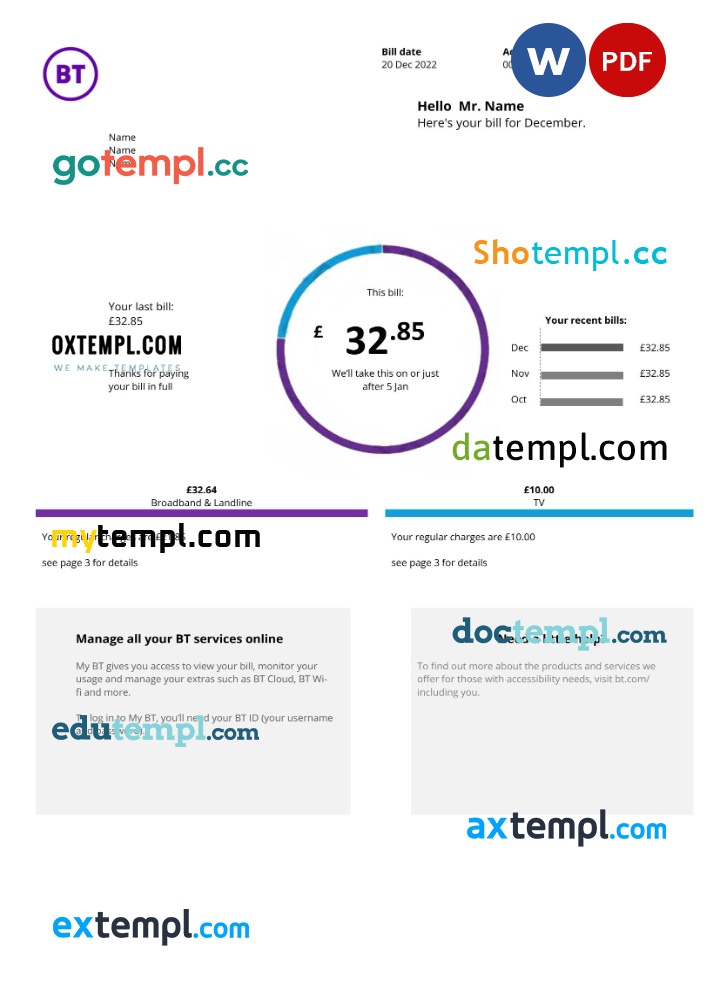 BT
Bill date
20 Dec 2022
00
W
PDF
Hello Mr. Name
Here's your bill for December.
Name
Name
gotempl.cc
Shotempl.cc
Your last bill:
£32.85
OXTEMPL.COM
WE MAKE TEMPLATES
Thanks for paying
your bill in full
This bill:
£ 32.85
We'll take this on or just
after 5 Jan
Your recent bills:
Dec £32.85
Nov £32.85
Oct £32.85
datempl.com
£32.64
Broadband & Landline
£10.00
TV
mytempl.com
Your regular charges are
see page 3 for details
Your regular charges are £10.00
see page 3 for details
Manage all your BT services online
My BT gives you access to view your bill, monitor your
usage and manage your extras such as BT Cloud, BT Wi-
fi and more.
To log in to My BT, you'll need your BT ID (your username
and password).
edutempl.com
doctempl.com
Need a little help?
To find out more about the products and services we
offer for those with accessibility needs, visit bt.com/
including you.
axtempl.com
extempl.com